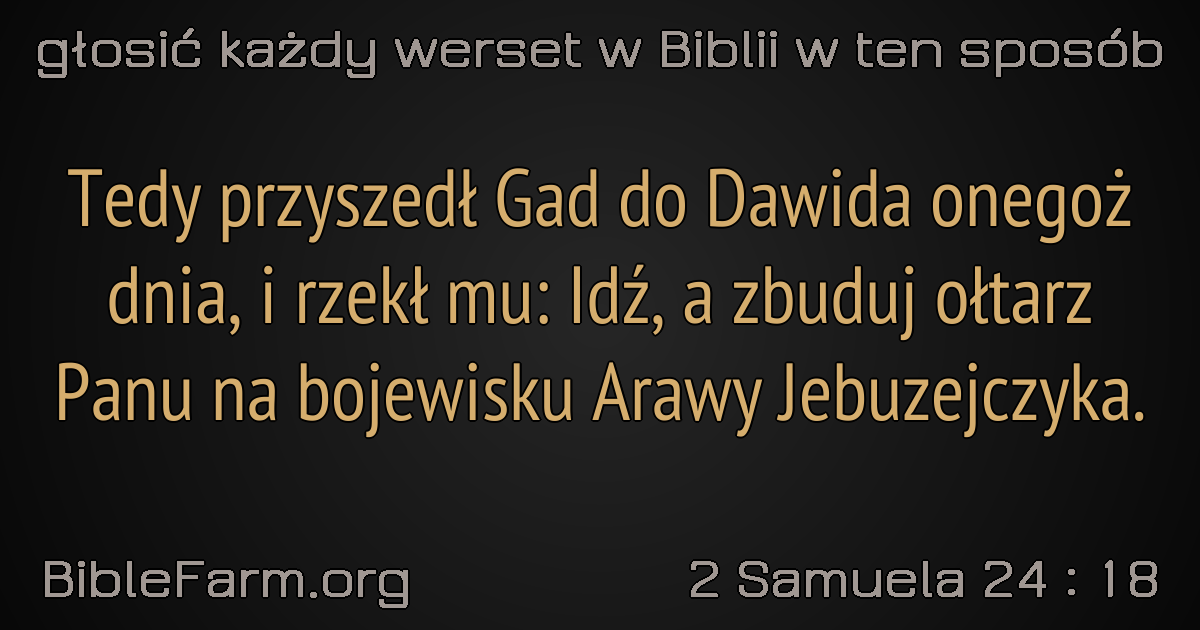 głosić każdy werset w Biblii w ten sposób
Tedy przyszedł Gad do Dawida onegoż
dnia, i rzekł mu: Idź, a zbuduj ołtarz
Panu na bojewisku Arawy Jebuzejczyka.
BibleFarm.org
2 Samuela 24 : 18